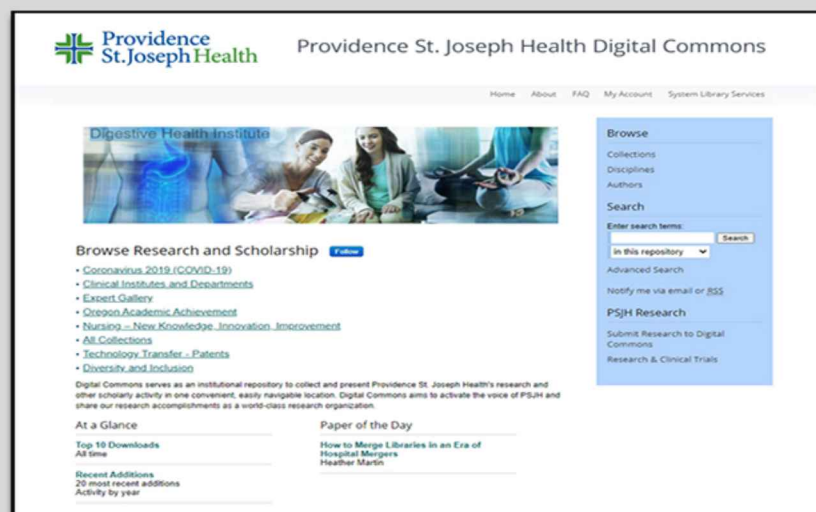 Providence
St.Joseph Health
Providence St. Joseph Health Digital Commons
Home About FAQ My Account System Library Services
Digestive Health Institute
Browse Research and Scholarship Follow
• Coronavirus 2019 (COVID-19)
• Clinical Institutes and Departments
• Expert Gallery
• Oregon Academic Achievement
• Nursing – New Knowledge, Innovation, Improvement
• All Collections
• Technology Transfer - Patents
• Diversity and Inclusion
Digital Commons serves as an institutional repository to collect and present Providence St. Joseph Health's research and
other scholarly activity in one convenient, easily navigable location. Digital Commons aims to activate the voice of PSJH and
share our research accomplishments as a world-class research organization.
At a Glance
Top 10 Downloads
All time
Recent Additions
20 most recent additions
Activity by year
Paper of the Day
How to Merge Libraries in an Era of
Hospital Mergers
Heather Martin
Browse
Collections
Disciplines
Authors
Search
Enter search terms:
Search
in this repository
Advanced Search
Notify me via email or RSS
PSJH Research
Submit Research to Digital
Commons
Research & Clinical Trials